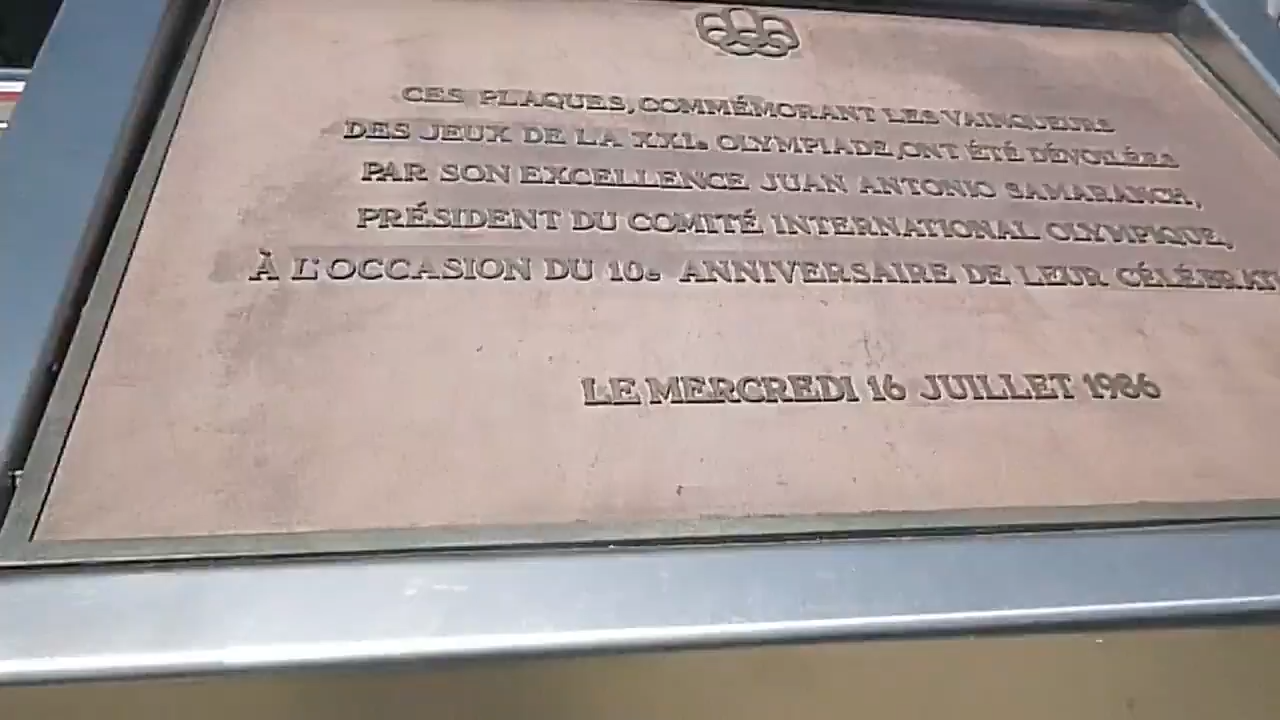 CES PLAQUES, COMMÉMORANT LES VAINQUEURS
DES JEUX DE LA XXIe OLYMPIADE, ONT ÉTÉ DÉVOILÉES
PAR SON EXCELLENCE JUAN ANTONIO SAMARANCH,
PRÉSIDENT DU COMITÉ INTERNATIONAL OLYMPIQUE,
À L'OCCASION DU 10e ANNIVERSAIRE DE LEUR CÉLÉBRAT
LE MERCREDI 16 JUILLET 1986